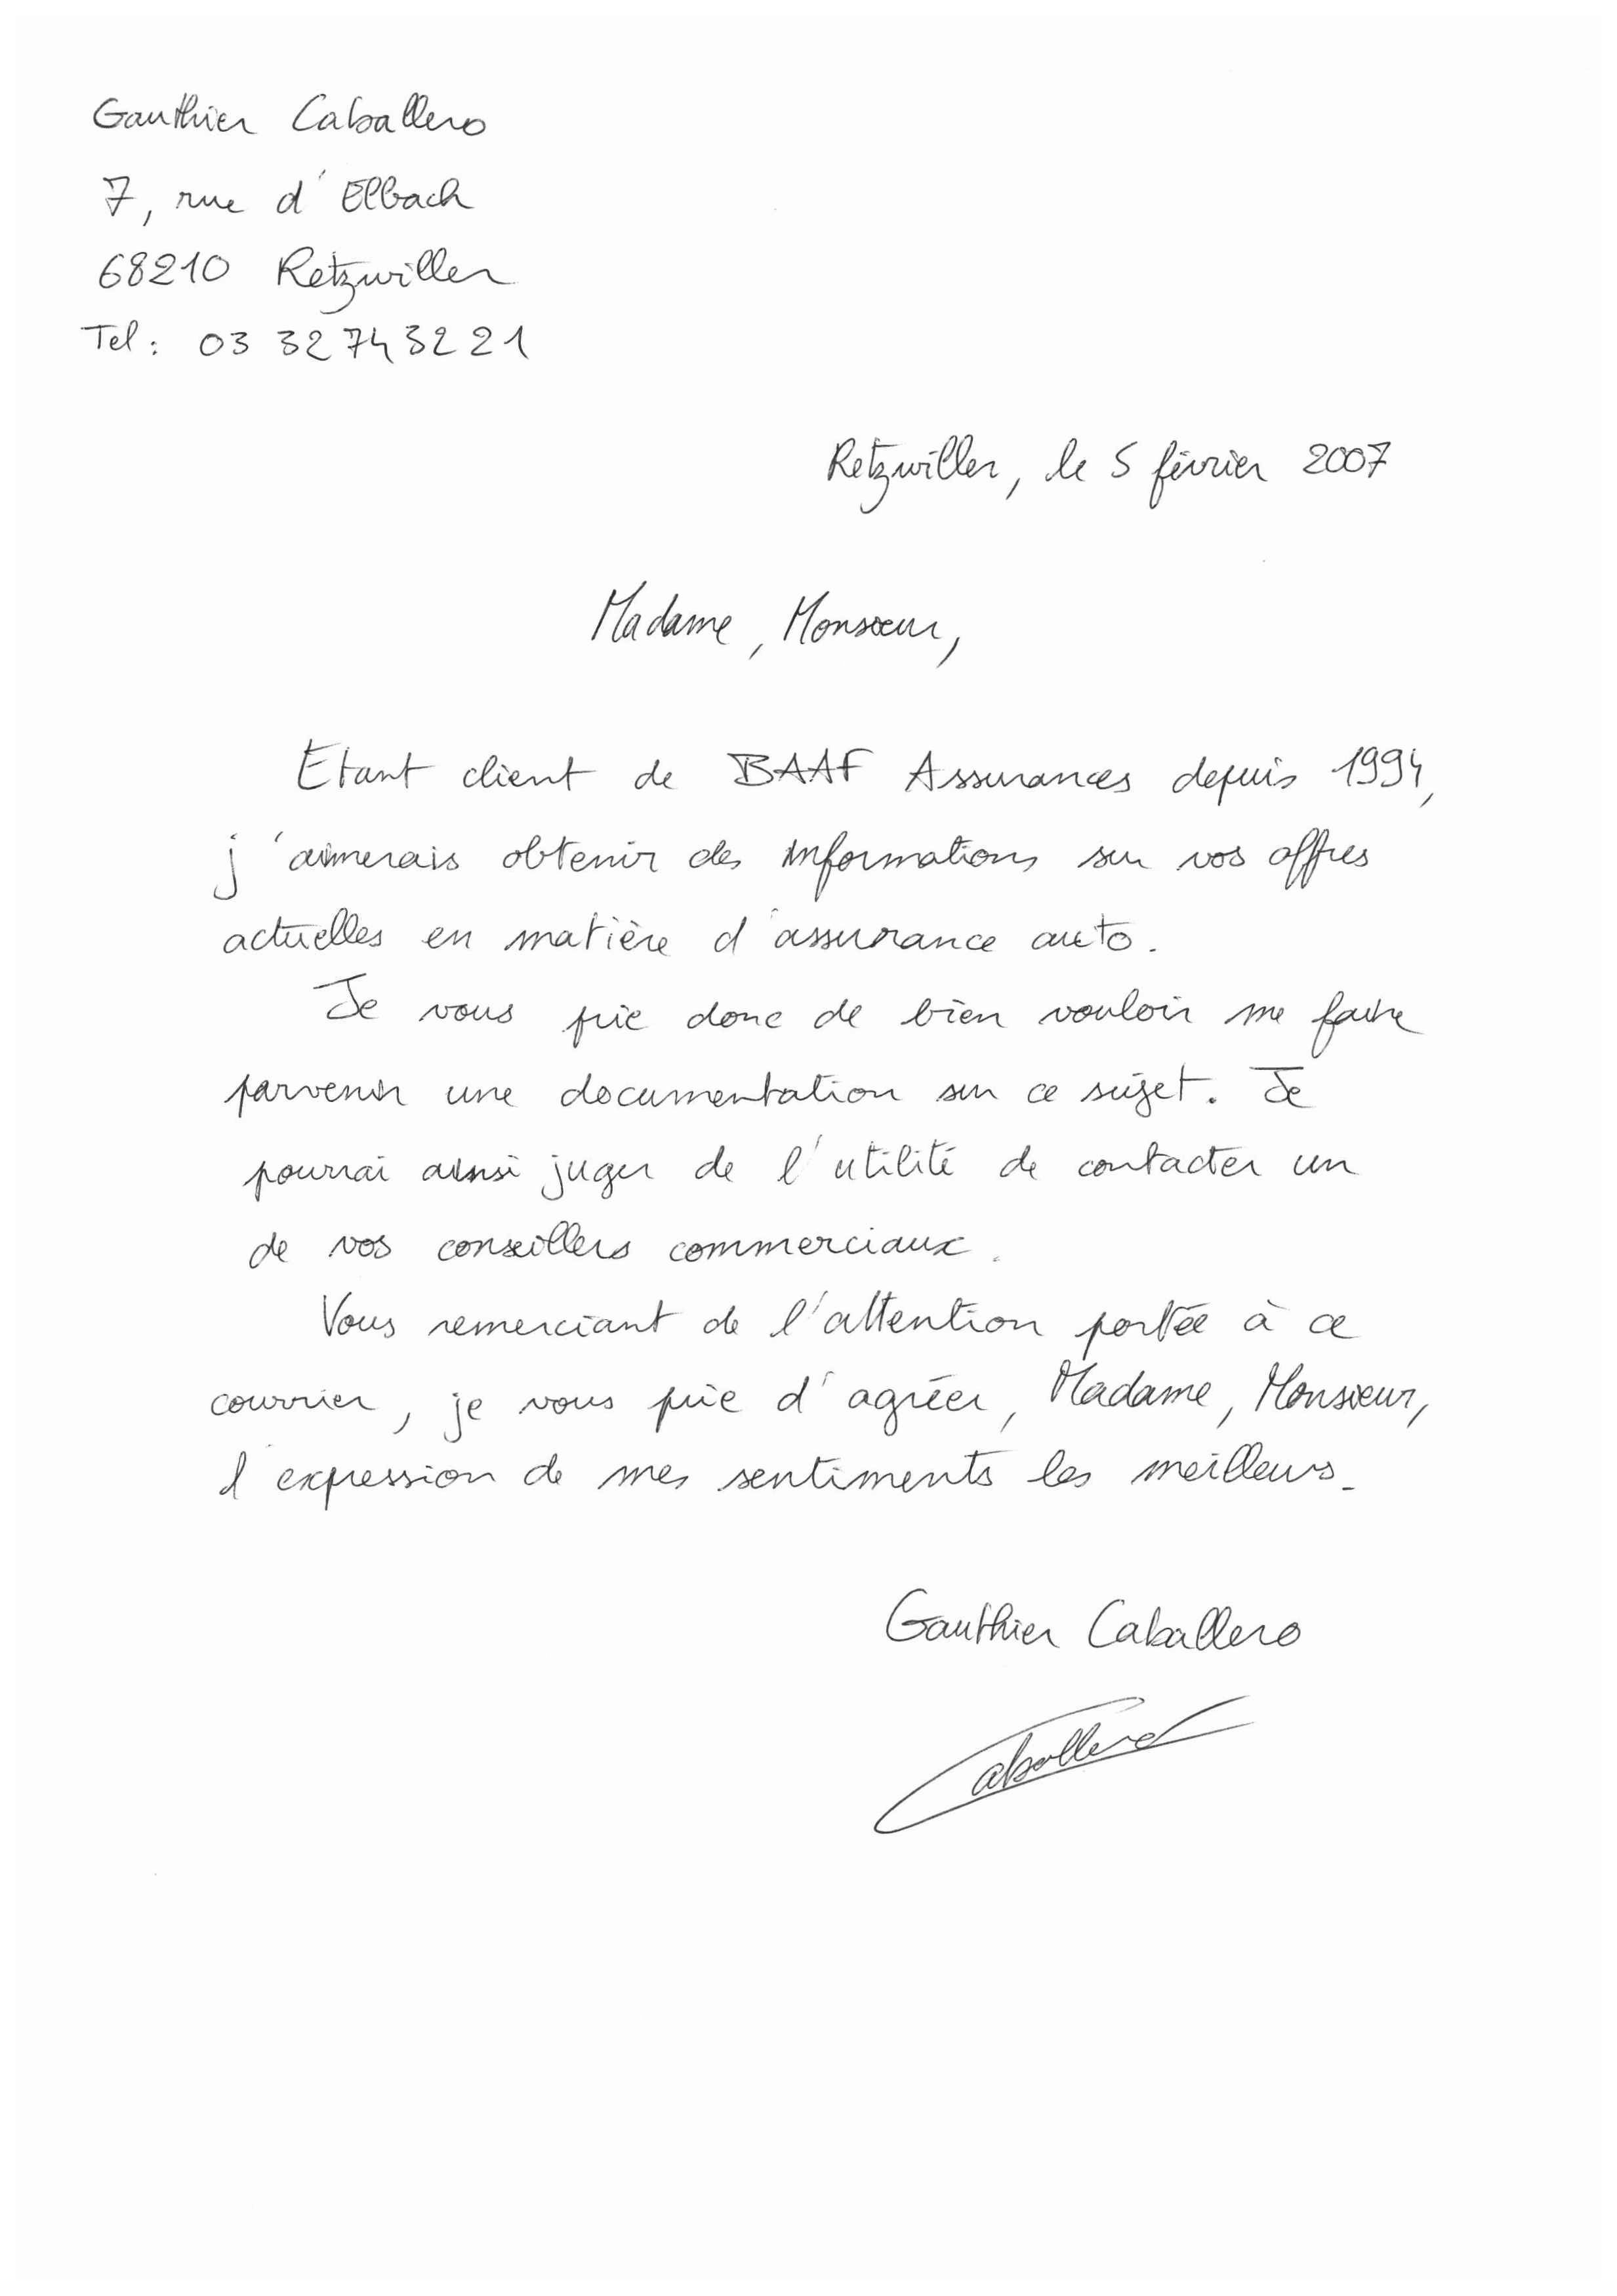 Gauthier Caballero
7, rue d'Elbach
68210 Retzwiller
Tel : 03 32 74 32 21
Retzwiller, le 5 février 2007
Madame, Monsieur,
Etant client de BAAF Assurances depuis 1994,
j'aimerais obtenir des informations sur vos offres
actuelles en matière d'assurance auto.
Je vous prie donc de bien vouloir me faire
parvenir une documentation sur ce sujet. Je
pourrai ainsi juger de l'utilité de contacter un
de vos conseillers commerciaux.
Vous remerciant de l'attention portée à ce
courrier, je vous prie d'agréer, Madame, Monsieur,
l'expression de mes sentiments les meilleurs.
Gauthier Caballero
Caballero